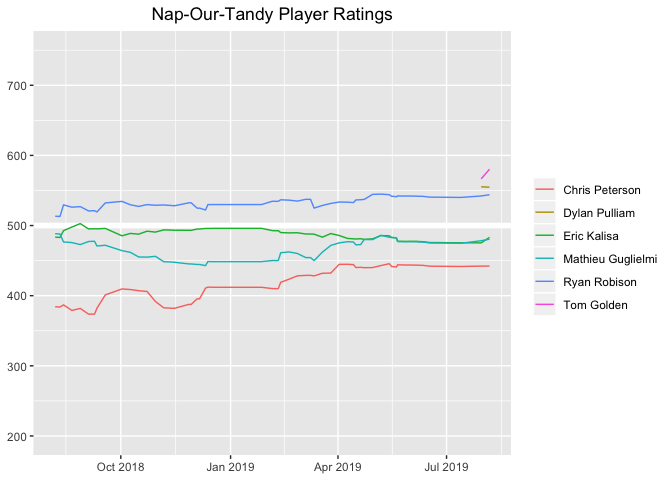 Nap-Our-Tandy Player Ratings
700
600
500
400
300
200
Oct 2018
Jan 2019
Apr 2019
Jul 2019
Chris Peterson
Dylan Pulliam
Eric Kalisa
Mathieu Guglielmi
Ryan Robison
Tom Golden